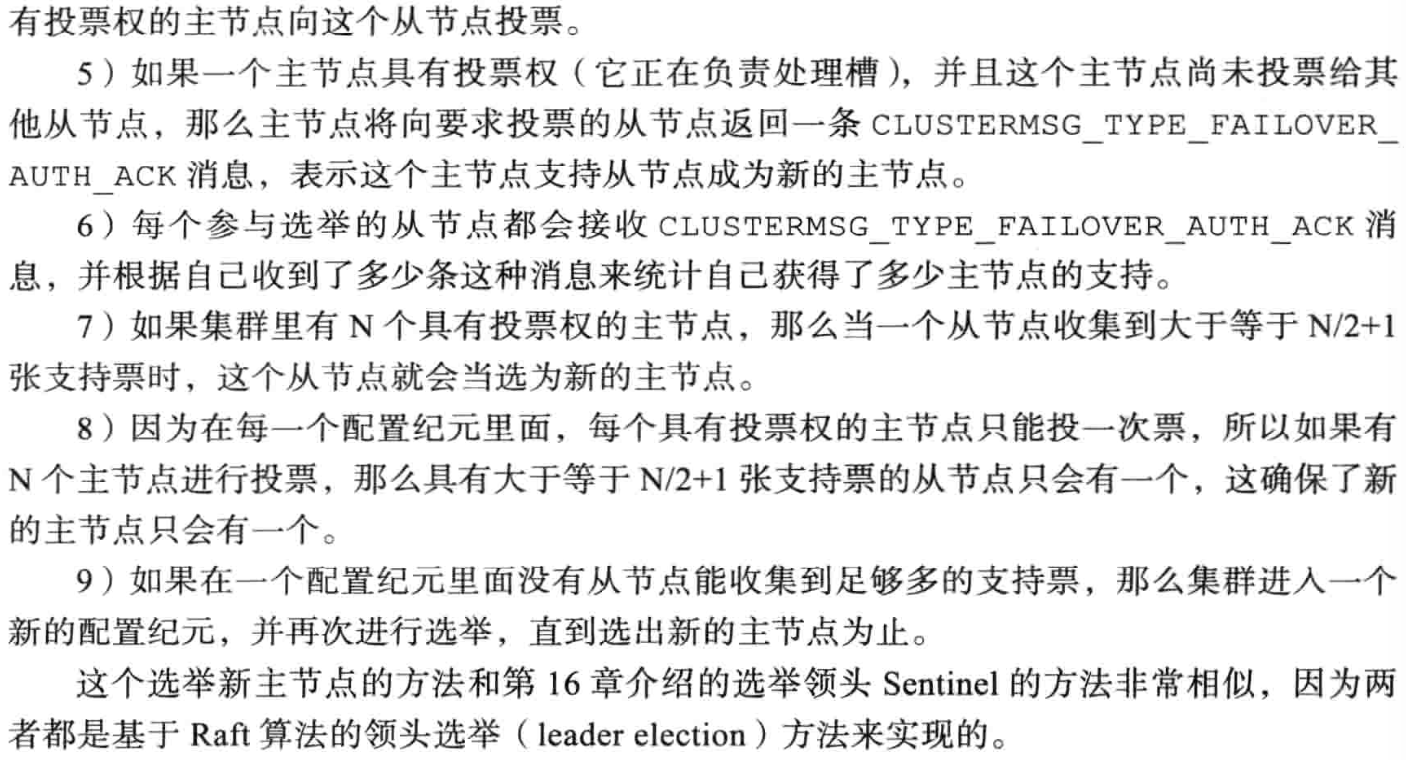 有投票权的主节点向这个从节点投票。
5）如果一个主节点具有投票权（它正在负责处理槽），并且这个主节点尚未投票给其
他从节点，那么主节点将向要求投票的从节点返回一条 CLUSTERMSG_TYPE_FAILOVER_
AUTH_ACK 消息，表示这个主节点支持从节点成为新的主节点。
6）每个参与选举的从节点都会接收 CLUSTERMSG_TYPE_FAILOVER_AUTH_ACK 消
息，并根据自己收到了多少条这种消息来统计自己获得了多少主节点的支持。
7）如果集群里有 N 个具有投票权的主节点，那么当一个从节点收集到大于等于 N/2+1
张支持票时，这个从节点就会当选为新的主节点。
8）因为在每一个配置纪元里面，每个具有投票权的主节点只能投一次票，所以如果有
N 个主节点进行投票，那么具有大于等于 N/2+1 张支持票的从节点只会有一个，这确保了新
的主节点只会有一个。
9）如果在一个配置纪元里面没有从节点能收集到足够多的支持票，那么集群进入一个
新的配置纪元，并再次进行选举，直到选出新的主节点为止。
这个选举新主节点的方法和第 16 章介绍的选举领头 Sentinel 的方法非常相似，因为两
者都是基于 Raft 算法的领头选举（leader election）方法来实现的。